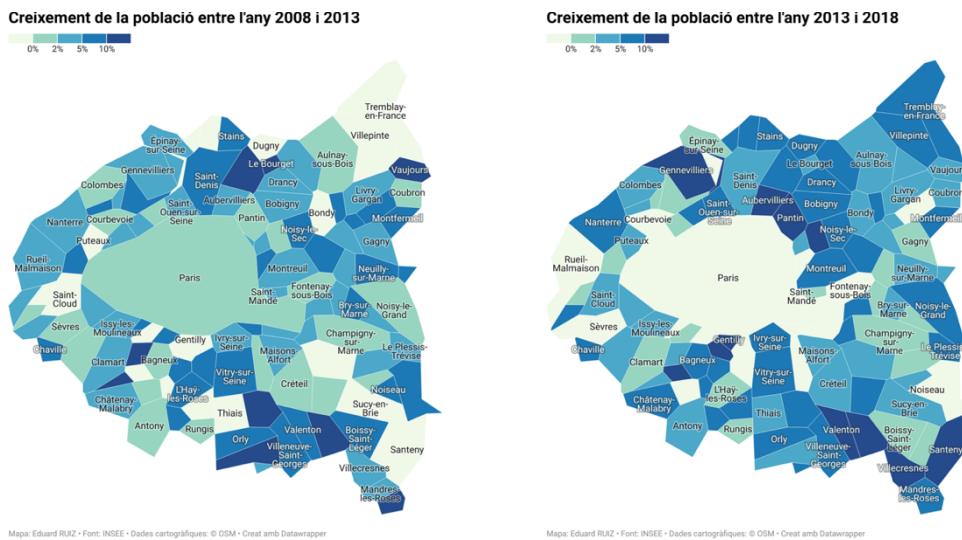 Creixement de la població entre l'any 2008 i 2013
0% 2% 5% 10%
Tremblay-
en-France
Villepinte
Stains
Dugny
Épinay-
sur-Seine
Le Bourget
Aulnay-
sous-Bois
Vaujours
Gennevilliers
Saint-
Denis
Drancy
Livry-
Gargan
Coubron
Colombes
Aubervilliers
Bobigny
Saint-
Ouen-sur-
Seine
Bondy
Montfermeil
Nanterre
Courbevoie
Pantin
Noisy-le-
Sec
Gagny
Puteaux
Rueil-
Malmaison
Montreuil
Neuilly-
sur-Marne
Paris
Saint-
Cloud
Saint-
Mandé
Fontenay-
sous-Bois
Bry-sur-
Marne
Noisy-le-
Grand
Sèvres
Issy-les-
Moulineaux
Champigny-
sur-Marne
Chaville
Gentilly
Ivry-sur-
Seine
Maisons-
Alfort
Le Plessis-
Trévise
Clamart
Bagneux
Vitry-sur-
Seine
Créteil
Noiseau
L'Haÿ-
les-Roses
Châtenay-
Malabry
Thiais
Sucy-en-
Brie
Antony
Rungis
Valenton
Boissy-
Saint-
Léger
Orly
Villeneuve-
Saint-
Georges
Santeny
Villecresnes
Mandres-
les-Roses
Mapa: Eduard RUIZ • Font: INSEE • Dades cartogràfiques: © OSM • Creat amb Datawrapper
Creixement de la població entre l'any 2013 i 2018
0% 2% 5% 10%
Tremblay-
en-France
Villepinte
Stains
Dugny
Épinay-
sur-Seine
Le Bourget
Aulnay-
sous-Bois
Vaujours
Gennevilliers
Saint-
Denis
Drancy
Livry-
Gargan
Coubron
Colombes
Aubervilliers
Bobigny
Saint-
Ouen-sur-
Seine
Bondy
Montfermeil
Nanterre
Courbevoie
Pantin
Noisy-le-
Sec
Gagny
Puteaux
Rueil-
Malmaison
Montreuil
Neuilly-
sur-Marne
Paris
Saint-
Cloud
Saint-
Mandé
Fontenay-
sous-Bois
Bry-sur-
Marne
Noisy-le-
Grand
Sèvres
Issy-les-
Moulineaux
Champigny-
sur-Marne
Chaville
Gentilly
Ivry-sur-
Seine
Maisons-
Alfort
Le Plessis-
Trévise
Clamart
Bagneux
Vitry-sur-
Seine
Créteil
Noiseau
L'Haÿ-
les-Roses
Châtenay-
Malabry
Thiais
Sucy-en-
Brie
Antony
Rungis
Valenton
Boissy-
Saint-
Léger
Orly
Villeneuve-
Saint-
Georges
Santeny
Villecresnes
Mandres-
les-Roses
Mapa: Eduard RUIZ • Font: INSEE • Dades cartogràfiques: © OSM • Creat amb Datawrapper